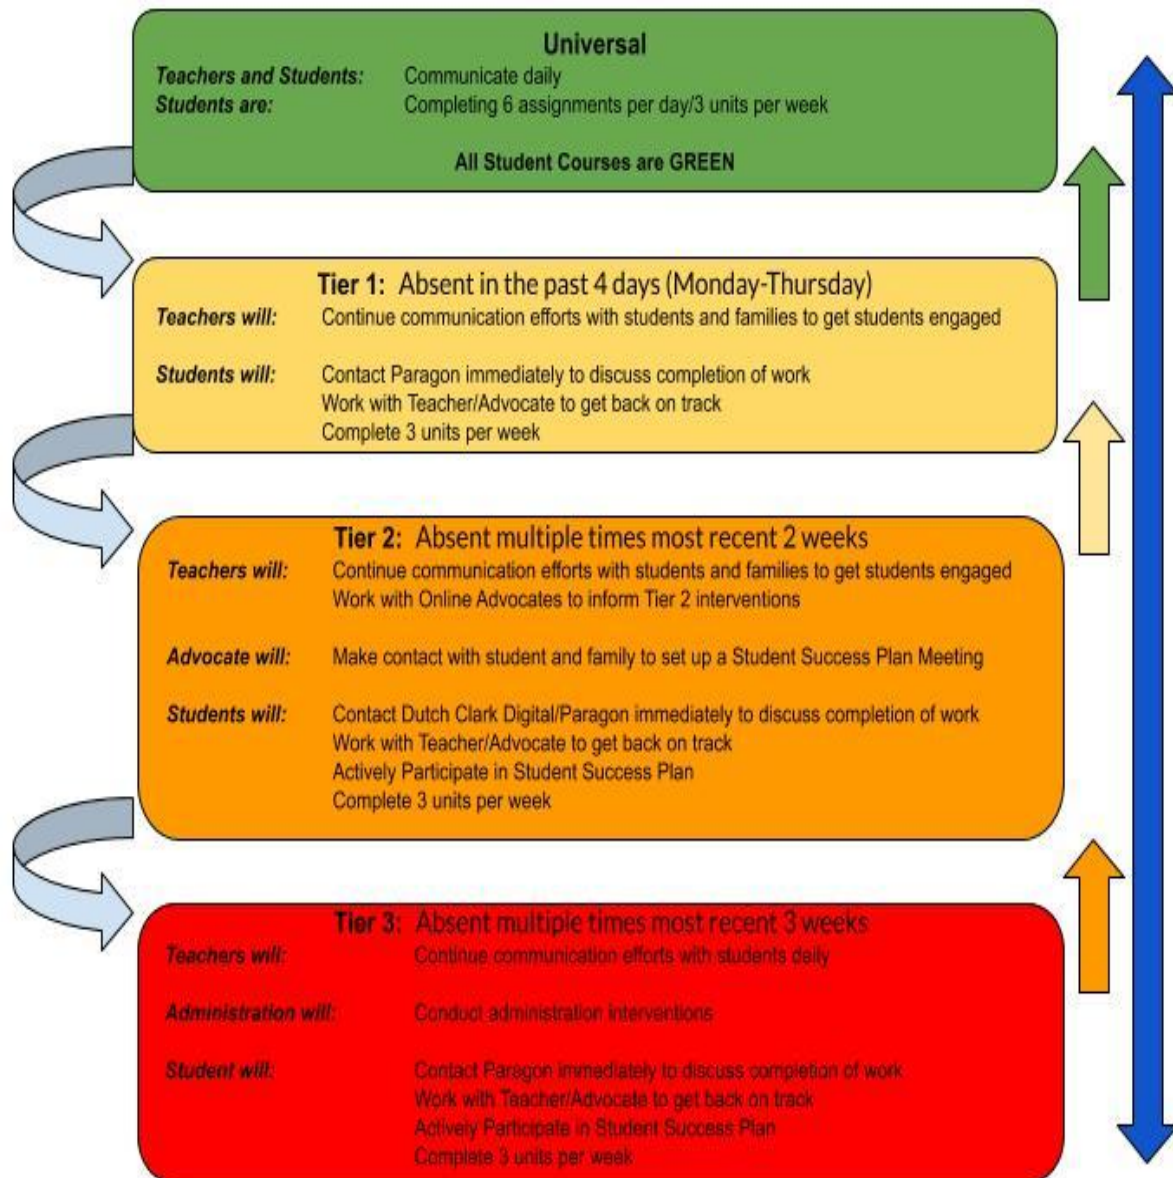 Universal
Teachers and Students: Communicate daily
Students are: Completing 6 assignments per day/3 units per week
All Student Courses are GREEN
Tier 1: Absent in the past 4 days (Monday-Thursday)
Teachers will: Continue communication efforts with students and families to get students engaged
Students will: Contact Paragon immediately to discuss completion of work
Work with Teacher/Advocate to get back on track
Complete 3 units per week
Tier 2: Absent multiple times most recent 2 weeks
Teachers will: Continue communication efforts with students and families to get students engaged
Work with Online Advocates to inform Tier 2 interventions
Advocate will: Make contact with student and family to set up a Student Success Plan Meeting
Students will: Contact Dutch Clark Digital/Paragon immediately to discuss completion of work
Work with Teacher/Advocate to get back on track
Actively Participate in Student Success Plan
Complete 3 units per week
Tier 3: Absent multiple times most recent 3 weeks
Teachers will: Continue communication efforts with students daily
Administration will: Conduct administration interventions
Student will: Contact Paragon immediately to discuss completion of work
Work with Teacher/Advocate to get back on track
Actively Participate in Student Success Plan
Complete 3 units per week